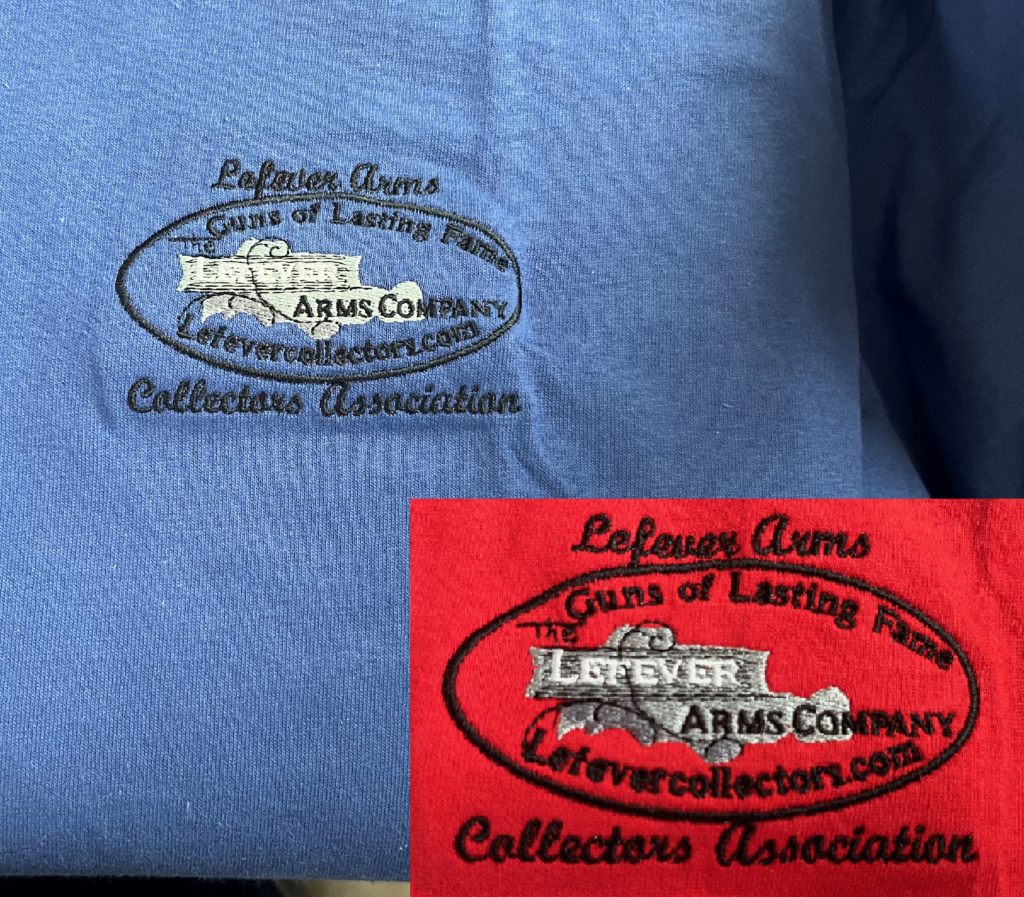 Lefever Arms
Guns of Lasting Fame
The
LEFEVER
ARMS COMPANY
Lefevercollectors.com
Collectors Association
Lefever Arms
Guns of Lasting Fame
The
LEFEVER
ARMS COMPANY
Lefevercollectors.com
Collectors Association